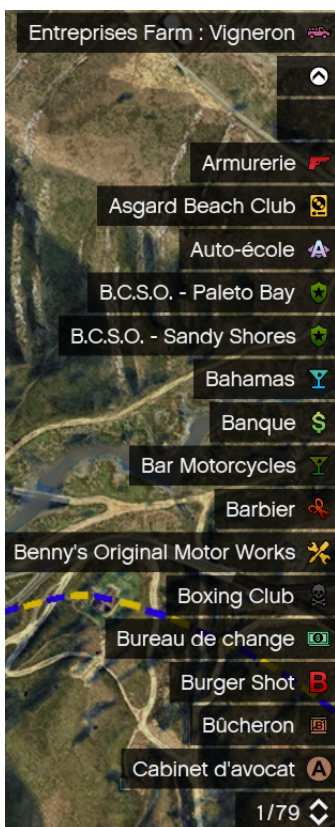 Entreprises Farm : Vigneron
Armurerie
Asgard Beach Club
Auto-école
B.C.S.O. - Paleto Bay
B.C.S.O. - Sandy Shores
Bahamas
Banque
Bar Motorcycles
Barbier
Benny's Original Motor Works
Boxing Club
Bureau de change
Burger Shot
Bûcheron
Cabinet d'avocat
1/79